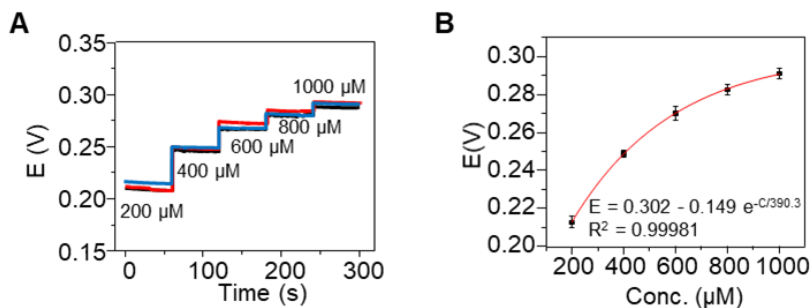 A
E (V)
0.35
0.30
0.25
0.20
0.15
1000 µM
800 µM
600 µM
400 µM
200 µM
0
100
200
300
Time (s)
B
E(V)
0.30
0.28
0.26
0.24
0.22
0.20
E = 0.302 - 0.149 e-C/390.3
R² = 0.99981
200
400
600
800
1000
Conc. (µM)